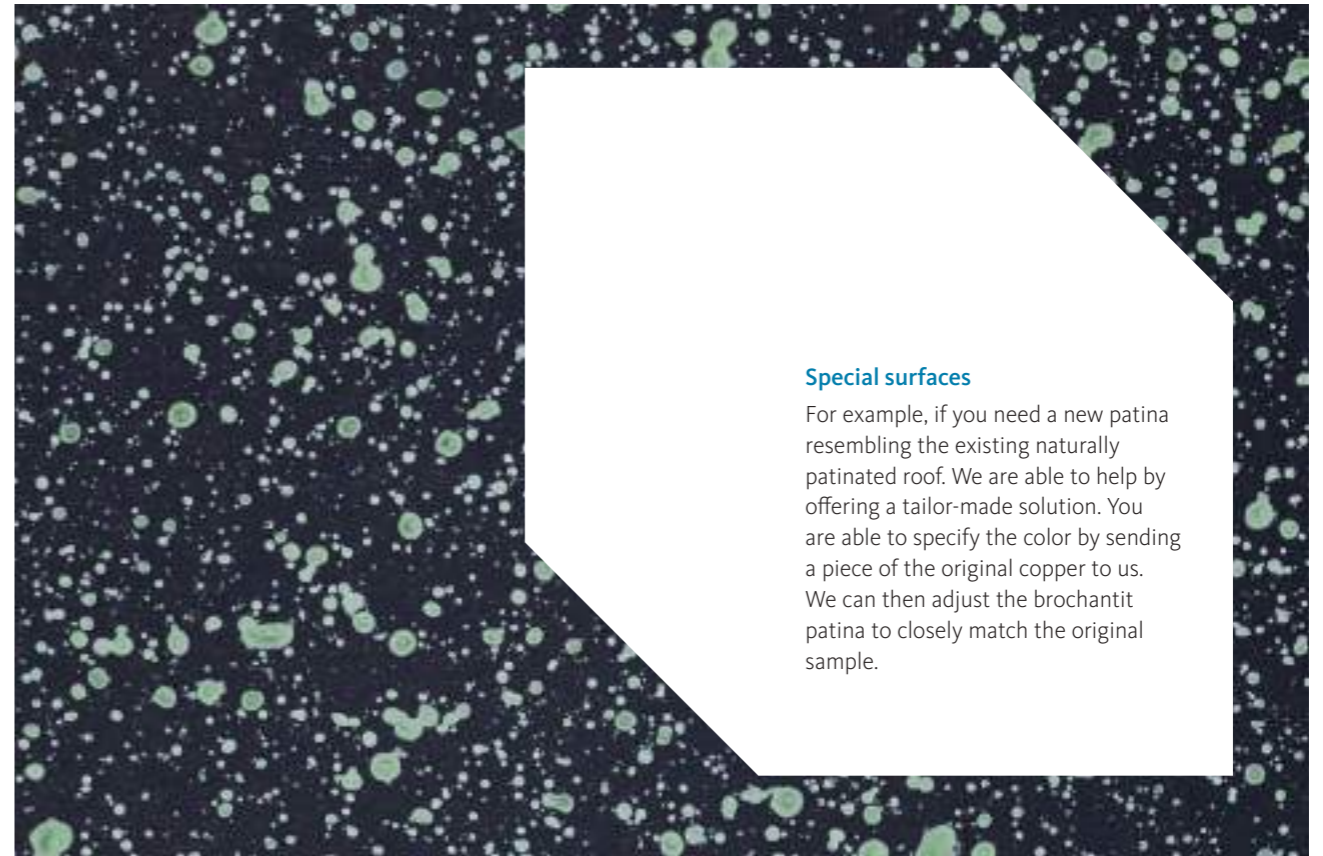 Special surfaces
For example, if you need a new patina
resembling the existing naturally
patinated roof. We are able to help by
offering a tailor-made solution. You
are able to specify the color by sending
a piece of the original copper to us.
We can then adjust the brochantit
patina to closely match the original
sample.